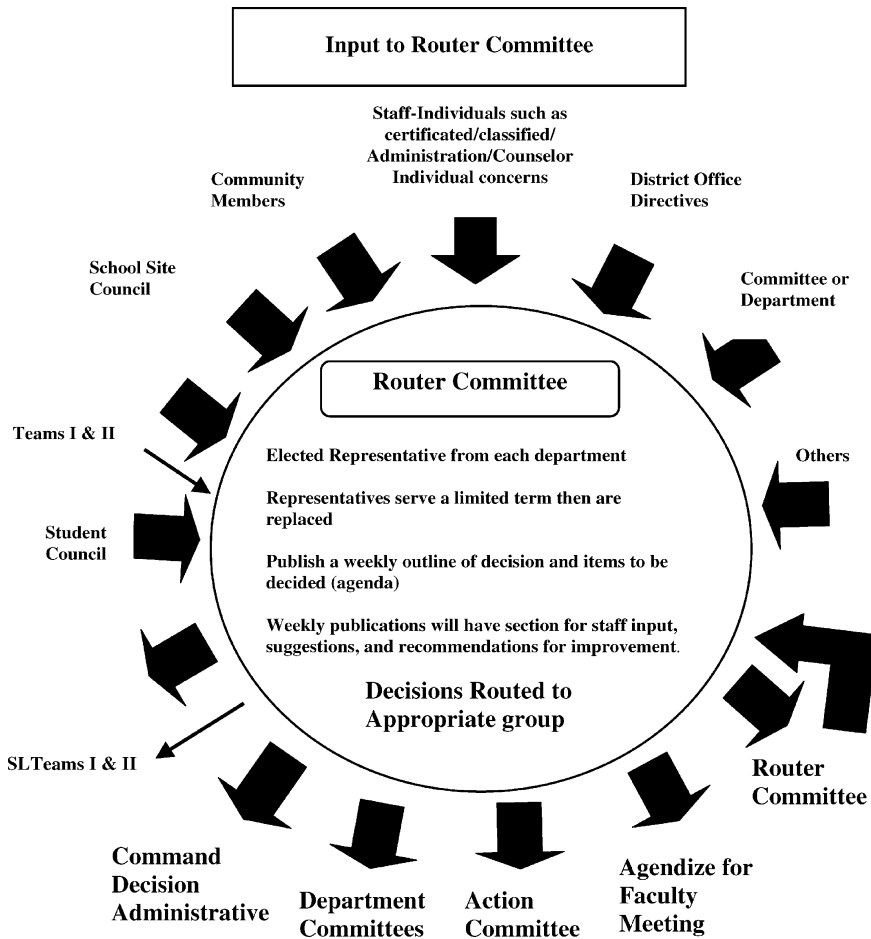 Input to Router Committee
Staff-Individuals such as
certificated/classified/
Administration/Counselor
Individual concerns
Community
Members
District Office
Directives
School Site
Council
Committee or
Department
Router Committee
Teams I & II
Elected Representative from each department
Others
Representatives serve a limited term then are
replaced
Student
Council
Publish a weekly outline of decision and items to be
decided (agenda)
Weekly publications will have section for staff input,
suggestions, and recommendations for improvement.
Decisions Routed to
Appropriate group
SLTeams I & II
Router
Committee
Command
Decision
Administrative
Department
Committees
Action
Committee
Agendize for
Faculty
Meeting